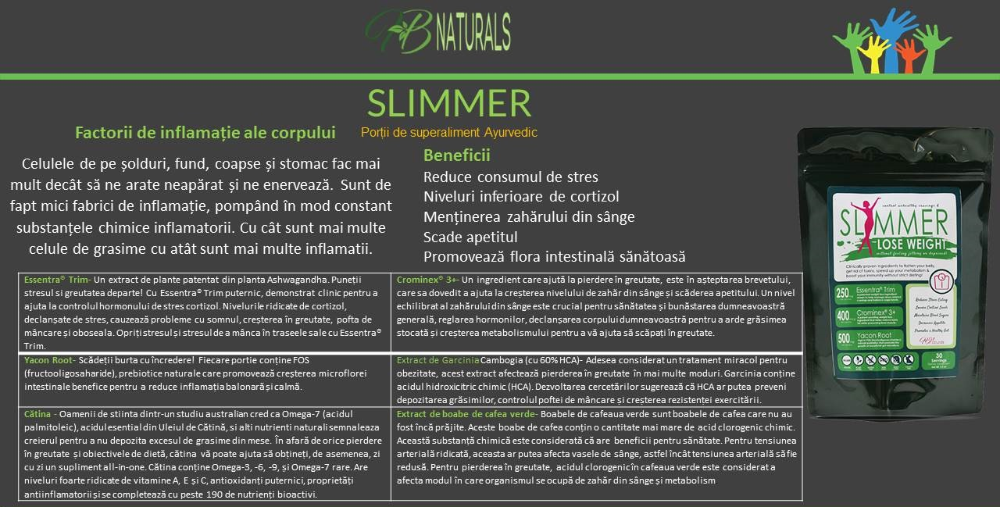 HB NATURALS
SLIMMER
Porții de superaliment Ayurvedic
Factorii de inflamație ale corpului
Celulele de pe șolduri, fund, coapse și stomac fac mai
mult decât să ne arate neapărat și ne enervează. Sunt de
fapt mici fabrici de inflamație, pompând în mod constant
substanțele chimice inflamatorii. Cu cât sunt mai multe
celule de grasime cu atât sunt mai multe inflamatii.
Beneficii
Reduce consumul de stres
Niveluri inferioare de cortizol
Menținerea zahărului din sânge
Scade apetitul
Promovează flora intestinală sănătoasă
Essentra® Trim- Un extract de plante patentat din planta Ashwagandha. Puneții
stresul si greutatea departe! Cu Essentra® Trim puternic, demonstrat clinic pentru a
ajuta la controlul hormonului de stres cortizol. Nivelurile ridicate de cortizol,
declanșate de stres, cauzează probleme cu somnul, creșterea în greutate, pofta de
mâncare și oboseala. Opriți stresul și stresul de a mânca în traseele sale cu Essentra®
Trim.
Crominex® 3+– Un ingredient care ajută la pierdere în greutate, este în așteptarea brevetului,
care sa dovedit a ajuta la creșterea nivelului de zahăr din sânge și scăderea apetitului. Un nivel
echilibrat al zahărului din sânge este crucial pentru sănătatea și bunăstarea dumneavoastră
generală, reglarea hormonilor, declanșarea corpului dumneavoastră pentru a arde grăsimea
stocată și creșterea metabolismului pentru a vă ajuta să scăpați în greutate.
Yacon Root- Scădeții burta cu încredere! Fiecare portie conține FOS
(fructooligosaharide), prebiotice naturale care promovează creșterea microflorei
intestinale benefice pentru a reduce inflamația balonară și calmă.
Extract de Garcinia Cambogia (cu 60% HCA)- Adesea considerat un tratament miracol pentru
obezitate, acest extract afectează pierderea în greutate în mai multe moduri. Garcinia conține
acidul hidroxicitric chimic (HCA). Dezvoltarea cercetărilor sugerează că HCA ar putea preveni
depozitarea grăsimilor, controlul poftei de mâncare și creșterea rezistenței exercitării.
Cătina - Oamenii de stiinta dintr-un studiu australian cred ca Omega-7 (acidul
palmitoleic), acidul esential din Uleiul de Cătină, si alti nutrienti naturali semnaleaza
creierul pentru a nu depozita excesul de grasime din mese. În afară de orice pierdere
în greutate și obiectivele de dietă, cătina vă poate ajuta să obțineți, de asemenea, zi
cu zi un supliment all-in-one. Cătina conține Omega-3, -6, -9, și Omega-7 rare. Are
niveluri foarte ridicate de vitamine A, E și C, antioxidanți puternici, proprietăți
antiinflamatorii și se completează cu peste 190 de nutrienți bioactivi.
Extract de boabe de cafea verde- Boabele de cafeaua verde sunt boabele de cafea care nu au
fost încă prăjite. Aceste boabe de cafea conțin o cantitate mai mare de acid clorogenic chimic.
Această substanță chimică este considerată că are beneficii pentru sănătate. Pentru tensiunea
arterială ridicată, aceasta ar putea afecta vasele de sânge, astfel încât tensiunea arterială să fie
redusă. Pentru pierderea în greutate, acidul clorogenic în cafeaua verde este considerat a
afecta modul în care organismul se ocupă de zahăr din sânge și metabolism
control unhealthy cravings &
SLIMMER
LOSE WEIGHT
without feeling jittery or deprived!
Clinically proven ingredients to flatten your belly,
get rid of toxins, speed up your metabolism &
boost your immunity without strict dieting!
250 Essentra® Trim
400 Crominex® 3+
500 Yacon Root
Reduces Stress Eating
Lowers Cortisol Levels
Maintains Blood Sugars
Decreases Appetite
Promotes a Healthy Gut
30
Servings